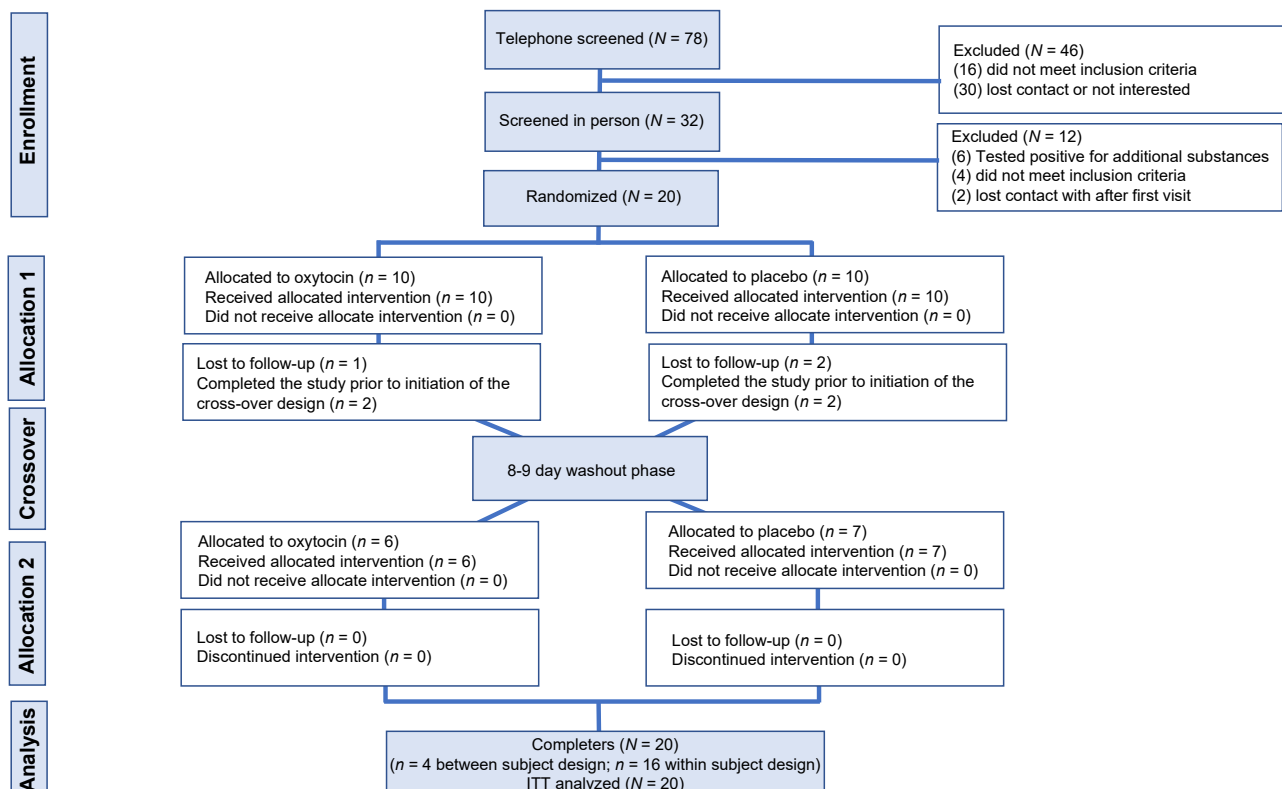 Enrollment
Telephone screened (N = 78)
Excluded (N = 46)
(16) did not meet inclusion criteria
(30) lost contact or not interested
Screened in person (N = 32)
Excluded (N = 12)
(6) Tested positive for additional substances
(4) did not meet inclusion criteria
(2) lost contact with after first visit
Randomized (N = 20)
Allocation 1
Allocated to oxytocin (n = 10)
Received allocated intervention (n = 10)
Did not receive allocate intervention (n = 0)
Allocated to placebo (n = 10)
Received allocated intervention (n = 10)
Did not receive allocate intervention (n = 0)
Lost to follow-up (n = 1)
Completed the study prior to initiation of the
cross-over design (n = 2)
Lost to follow-up (n = 2)
Completed the study prior to initiation of the
cross-over design (n = 2)
Crossover
8-9 day washout phase
Allocation 2
Allocated to oxytocin (n = 6)
Received allocated intervention (n = 6)
Did not receive allocate intervention (n = 0)
Allocated to placebo (n = 7)
Received allocated intervention (n = 7)
Did not receive allocate intervention (n = 0)
Lost to follow-up (n = 0)
Discontinued intervention (n = 0)
Lost to follow-up (n = 0)
Discontinued intervention (n = 0)
Analysis
Completers (N = 20)
(n = 4 between subject design; n = 16 within subject design)
ITT analyzed (N = 20)